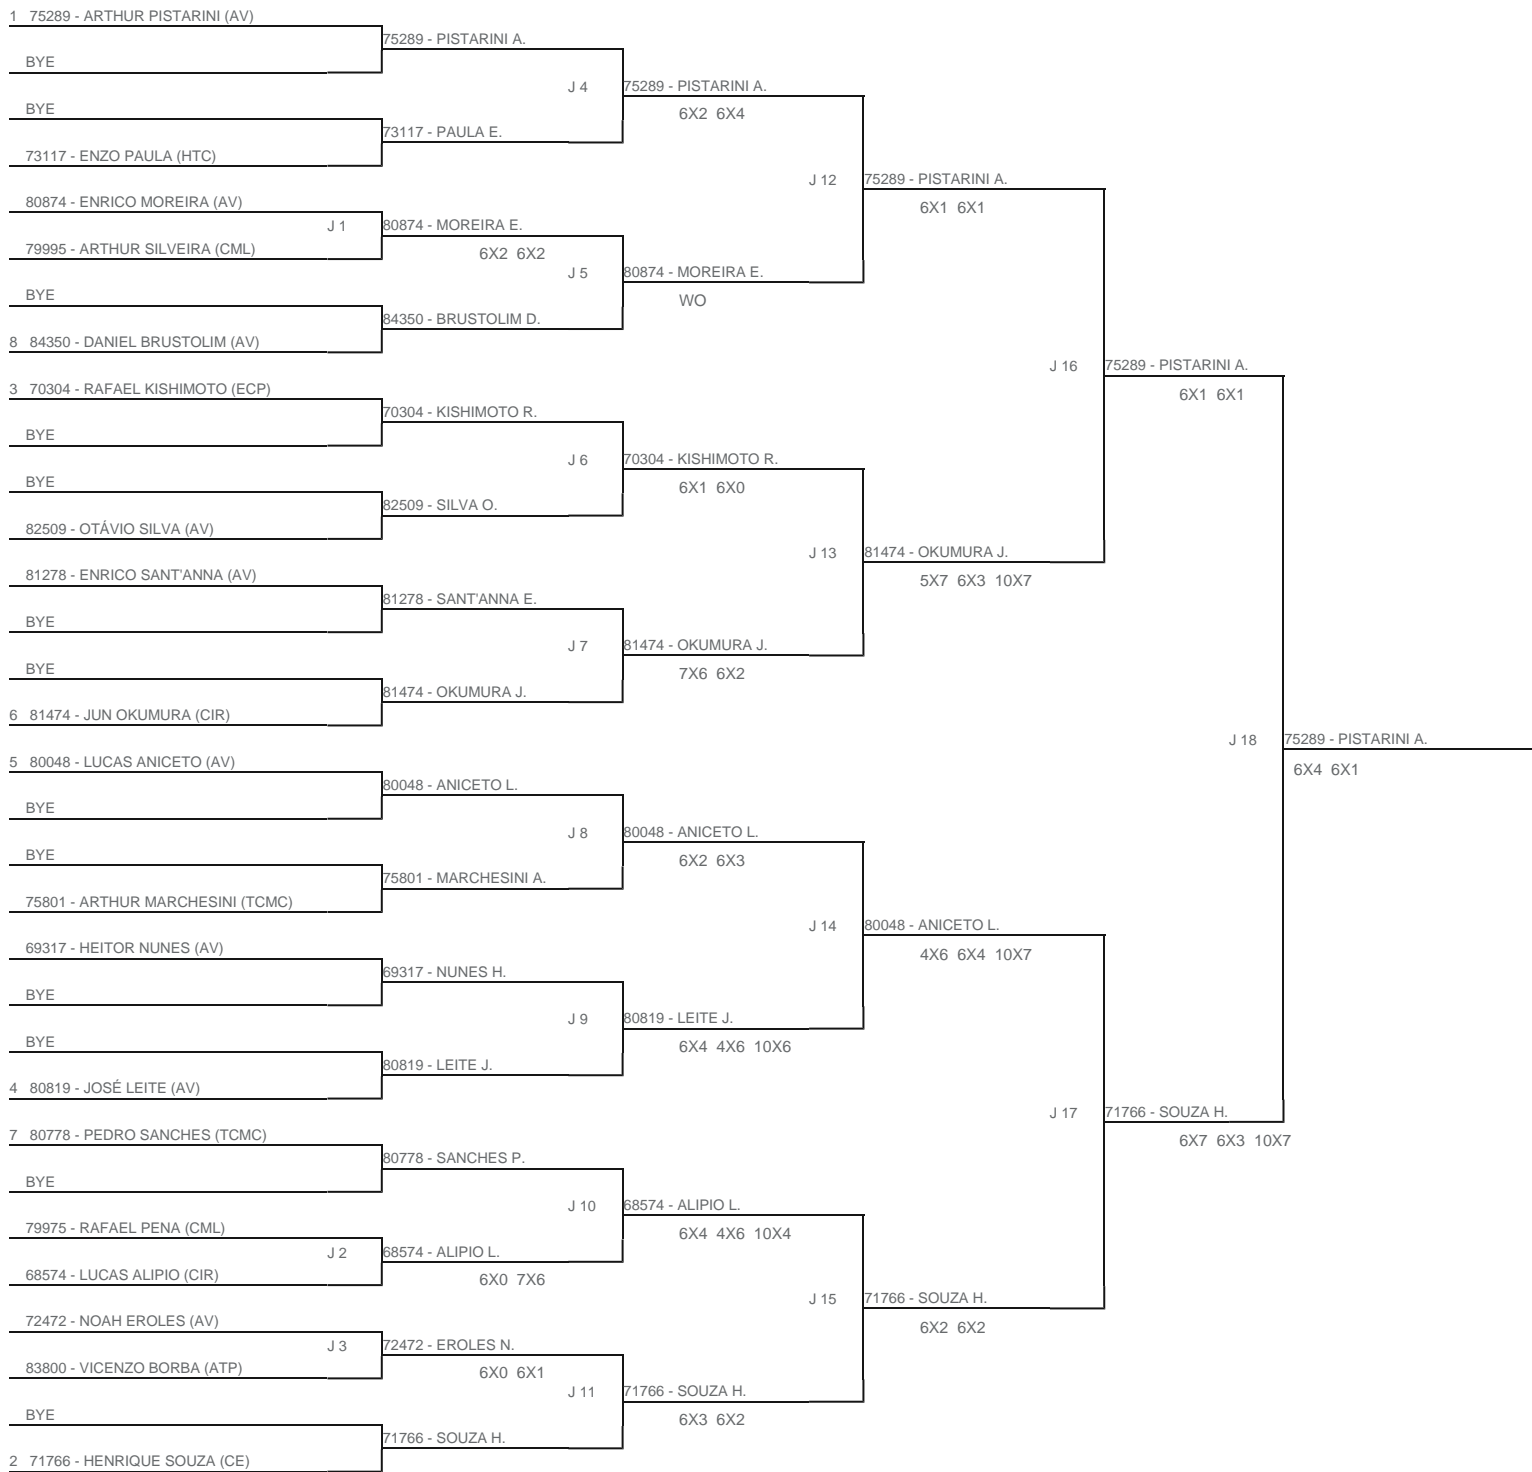 1 75289 - ARTHUR PISTARINI (AV)
75289 - PISTARINI A.
BYE
J 4
75289 - PISTARINI A.
6X2 6X4
BYE
73117 - PAULA E.
73117 - ENZO PAULA (HTC)
J 12
75289 - PISTARINI A.
6X1 6X1
80874 - ENRICO MOREIRA (AV)
J 1
80874 - MOREIRA E.
6X2 6X2
79995 - ARTHUR SILVEIRA (CML)
J 5
80874 - MOREIRA E.
WO
BYE
84350 - BRUSTOLIM D.
8 84350 - DANIEL BRUSTOLIM (AV)
J 16
75289 - PISTARINI A.
6X1 6X1
3 70304 - RAFAEL KISHIMOTO (ECP)
70304 - KISHIMOTO R.
BYE
J 6
70304 - KISHIMOTO R.
6X1 6X0
BYE
82509 - SILVA O.
82509 - OTÁVIO SILVA (AV)
J 13
81474 - OKUMURA J.
5X7 6X3 10X7
81278 - ENRICO SANT'ANNA (AV)
81278 - SANT'ANNA E.
BYE
J 7
81474 - OKUMURA J.
7X6 6X2
BYE
81474 - OKUMURA J.
6 81474 - JUN OKUMURA (CIR)
J 18
75289 - PISTARINI A.
6X4 6X1
5 80048 - LUCAS ANICETO (AV)
80048 - ANICETO L.
BYE
J 8
80048 - ANICETO L.
6X2 6X3
BYE
75801 - MARCHESINI A.
75801 - ARTHUR MARCHESINI (TCMC)
J 14
80048 - ANICETO L.
4X6 6X4 10X7
69317 - HEITOR NUNES (AV)
69317 - NUNES H.
BYE
J 9
80819 - LEITE J.
6X4 4X6 10X6
BYE
80819 - LEITE J.
4 80819 - JOSÉ LEITE (AV)
J 17
71766 - SOUZA H.
6X7 6X3 10X7
7 80778 - PEDRO SANCHES (TCMC)
80778 - SANCHES P.
BYE
J 10
68574 - ALIPIO L.
6X4 4X6 10X4
79975 - RAFAEL PENA (CML)
J 2
68574 - ALIPIO L.
6X0 7X6
68574 - LUCAS ALIPIO (CIR)
J 15
71766 - SOUZA H.
6X2 6X2
72472 - NOAH EROLES (AV)
J 3
72472 - EROLES N.
6X0 6X1
83800 - VICENZO BORBA (ATP)
J 11
71766 - SOUZA H.
6X3 6X2
BYE
71766 - SOUZA H.
2 71766 - HENRIQUE SOUZA (CE)